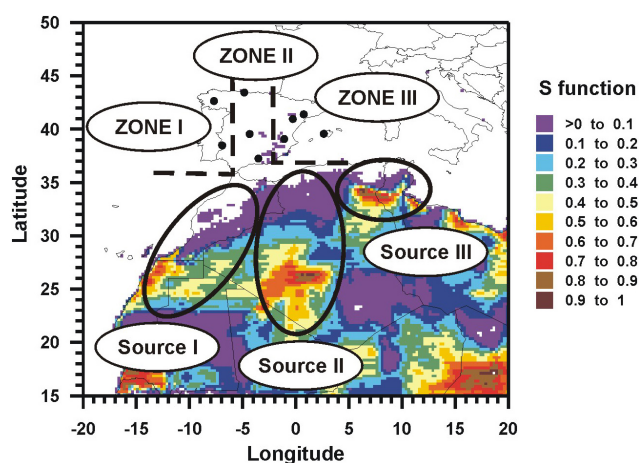 50
45
40
35
30
25
20
15
Latitude
-20 -15 -10 -5 0 5 10 15 20
Longitude
ZONE II
ZONE I
ZONE III
Source III
Source I
Source II
S function
>0 to 0.1
0.1 to 0.2
0.2 to 0.3
0.3 to 0.4
0.4 to 0.5
0.5 to 0.6
0.6 to 0.7
0.7 to 0.8
0.8 to 0.9
0.9 to 1